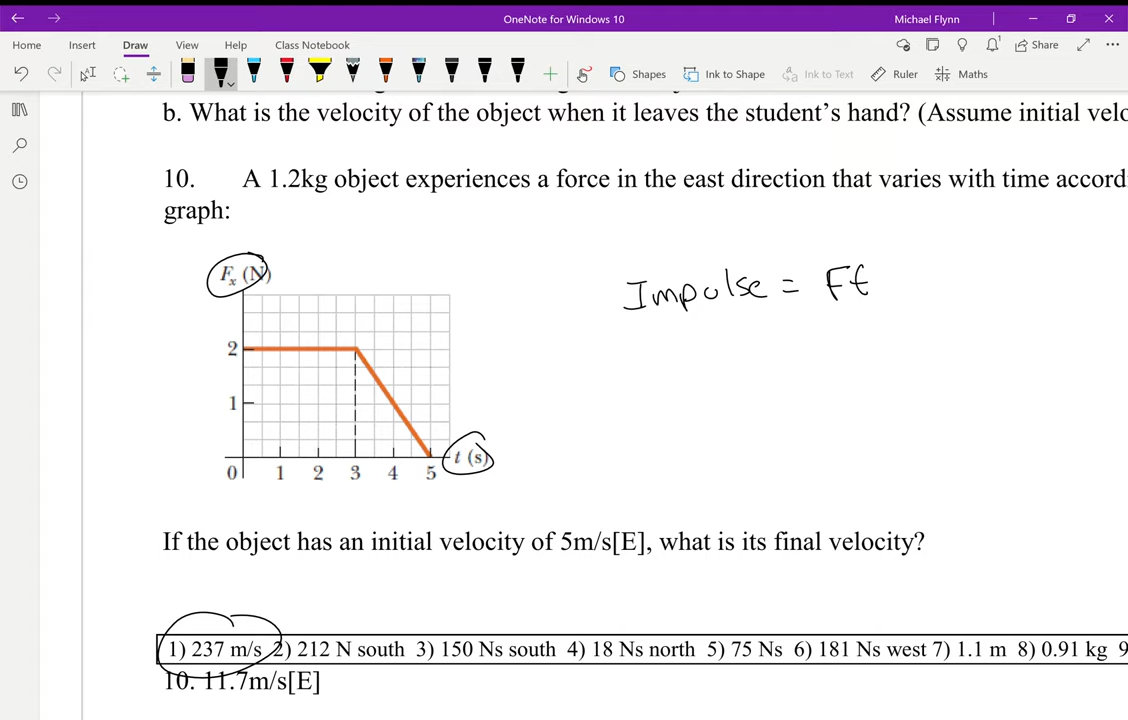 OneNote for Windows 10
Michael Flynn
Home Insert Draw View Help Class Notebook
1
Share
Shapes
Ink to Shape
Ink to Text
Ruler
Maths
b. What is the velocity of the object when it leaves the student's hand? (Assume initial velo
10. A 1.2kg object experiences a force in the east direction that varies with time accord
graph:
Fx (N)
Impulse = Ft
2
1
t (s)
0 1 2 3 4 5
If the object has an initial velocity of 5m/s[E], what is its final velocity?
1) 237 m/s 2) 212 N south 3) 150 Ns south 4) 18 Ns north 5) 75 Ns 6) 181 Ns west 7) 1.1 m 8) 0.91 kg 9
10. 11.7m/s[E]